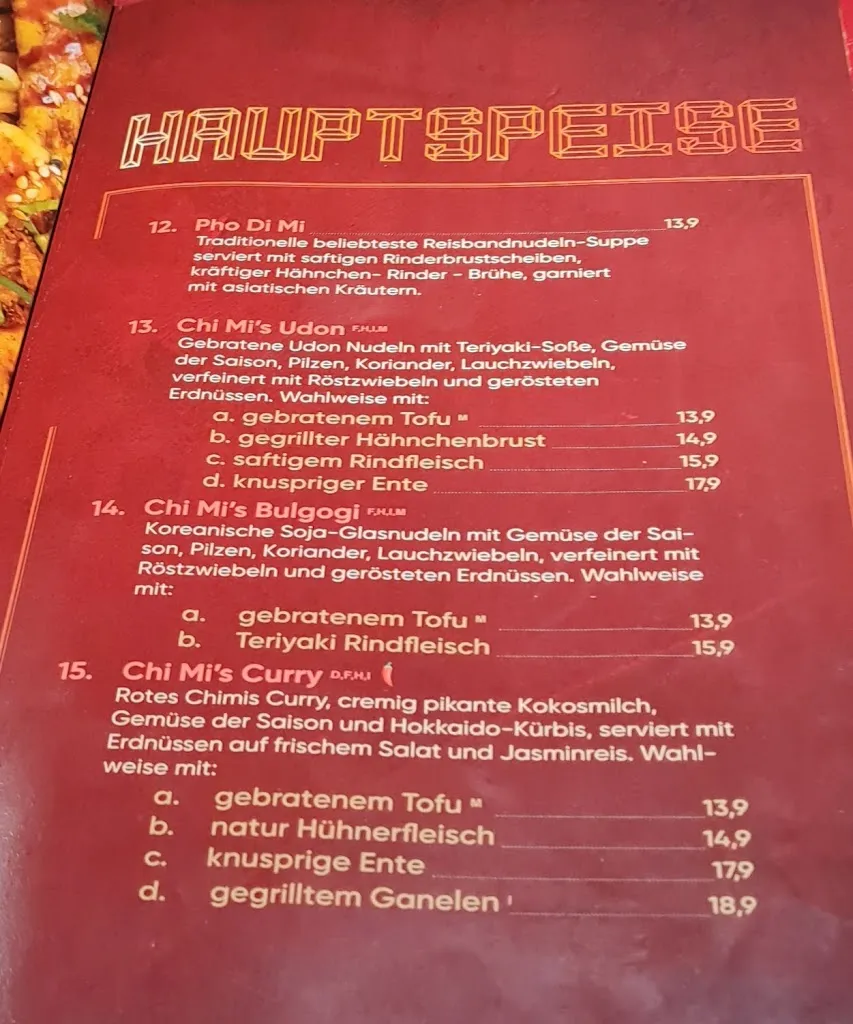 HAUPTSPEISE
12. Pho Di Mi 13,9
Traditionelle beliebteste Reisbandnudeln-Suppe
serviert mit saftigen Rinderbrustscheiben,
kräftiger Hähnchen- Rinder - Brühe, garniert
mit asiatischen Kräutern.
13. Chi Mi's Udon F,H,I,M
Gebratene Udon Nudeln mit Teriyaki-Soße, Gemüse
der Saison, Pilzen, Koriander, Lauchzwiebeln,
verfeinert mit Röstzwiebeln und gerösteten
Erdnüssen. Wahlweise mit:
a. gebratenem Tofu M 13,9
b. gegrillter Hähnchenbrust 14,9
c. saftigem Rindfleisch 15,9
d. knuspriger Ente 17,9
14. Chi Mi's Bulgogi F,H,I,M
Koreanische Soja-Glasnudeln mit Gemüse der Sai-
son, Pilzen, Koriander, Lauchzwiebeln, verfeinert mit
Röstzwiebeln und gerösteten Erdnüssen. Wahlweise
mit:
a. gebratenem Tofu M 13,9
b. Teriyaki Rindfleisch 15,9
15. Chi Mi's Curry D,F,H,I
Rotes Chimis Curry, cremig pikante Kokosmilch,
Gemüse der Saison und Hokkaido-Kürbis, serviert mit
Erdnüssen auf frischem Salat und Jasminreis. Wahl-
weise mit:
a. gebratenem Tofu M 13,9
b. natur Hühnerfleisch 14,9
c. knusprige Ente 17,9
d. gegrilltem Ganelen I 18,9